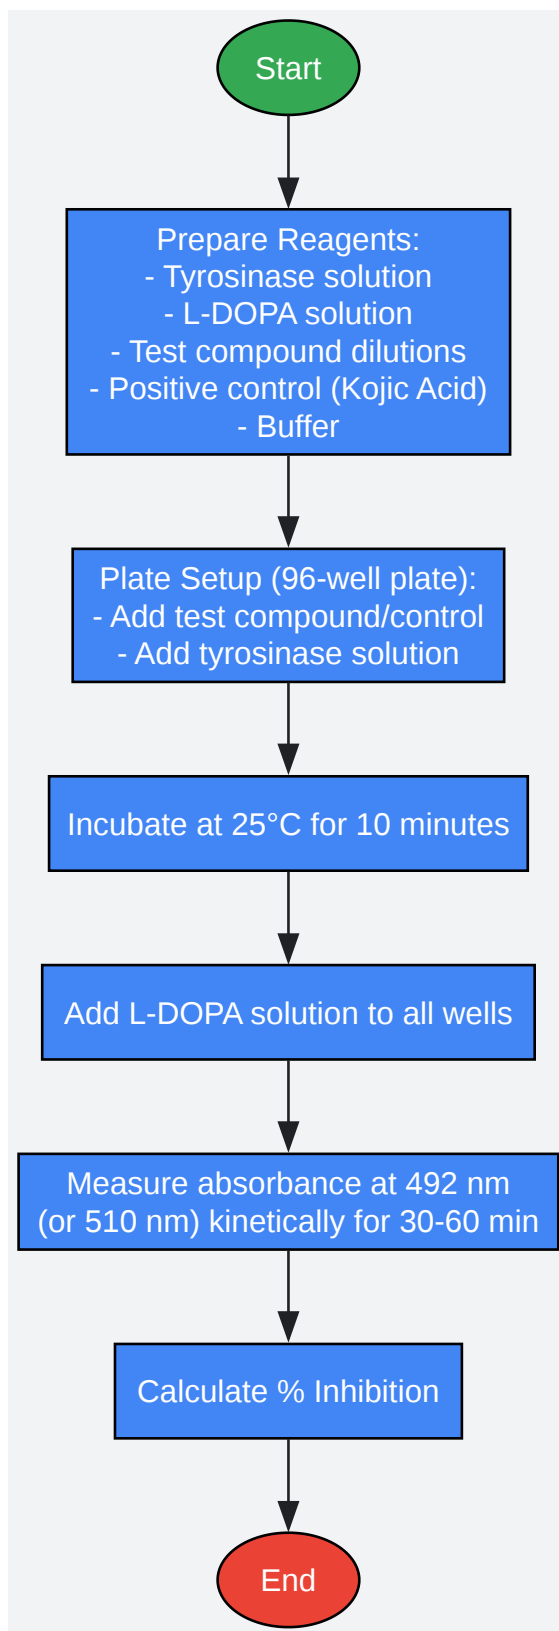 Start
Prepare Reagents:
- Tyrosinase solution
- L-DOPA solution
- Test compound dilutions
- Positive control (Kojic Acid)
- Buffer
Plate Setup (96-well plate):
- Add test compound/control
- Add tyrosinase solution
Incubate at 25°C for 10 minutes
Add L-DOPA solution to all wells
Measure absorbance at 492 nm
(or 510 nm) kinetically for 30-60 min
Calculate % Inhibition
End